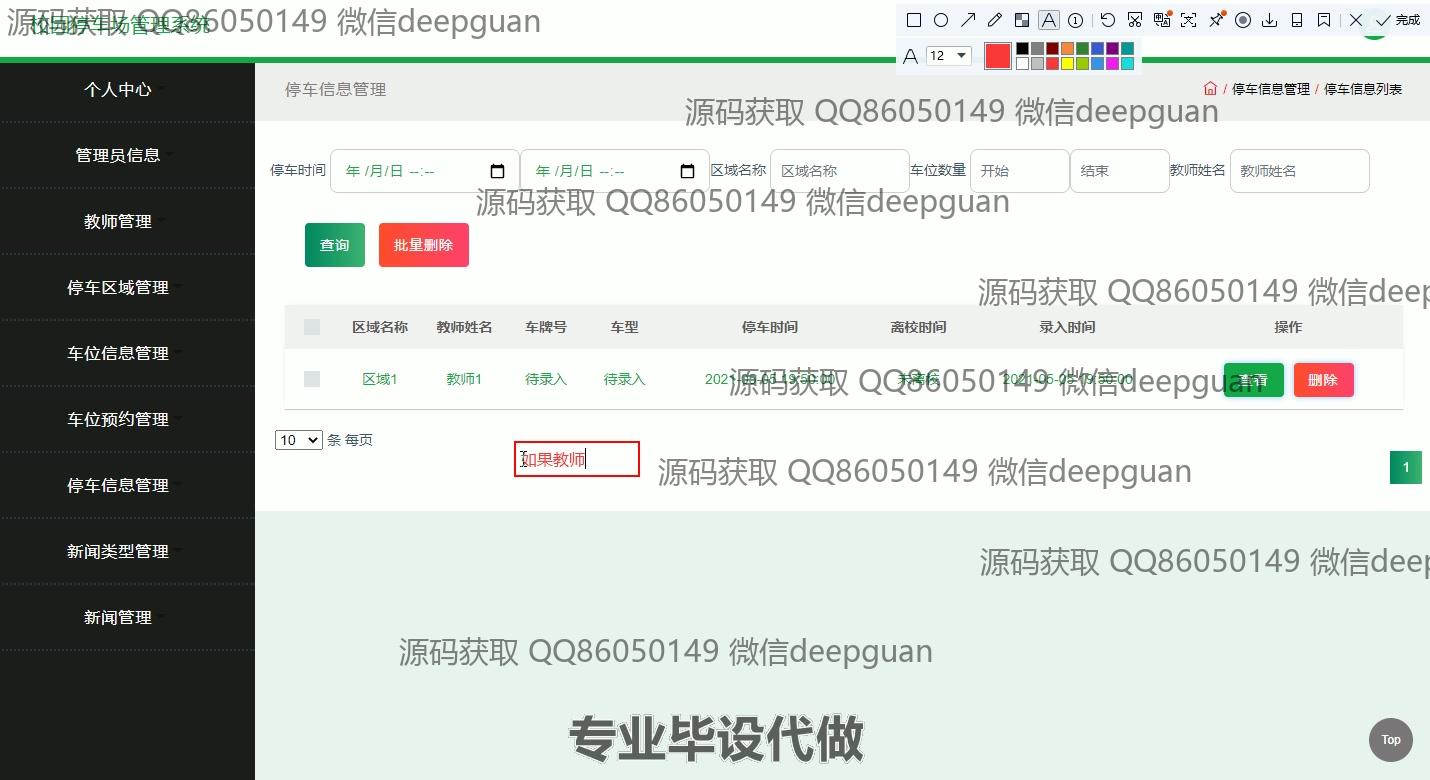 校园停车场管理系统
源码获取 QQ86050149 微信deepguan
完成
A 12
个人中心
管理员信息
教师管理
停车区域管理
车位信息管理
车位预约管理
停车信息管理
新闻类型管理
新闻管理
停车信息管理
/ 停车信息管理 / 停车信息列表
源码获取 QQ86050149 微信deepguan
停车时间 年 /月/日 --:-- 年 /月/日 --:-- 区域名称 区域名称 车位数量 开始 结束 教师姓名 教师姓名
源码获取 QQ86050149 微信deepguan
查询 批量删除
源码获取 QQ86050149 微信deep
区域名称 教师姓名 车牌号 车型 停车时间 离校时间 录入时间 操作
区域1 教师1 待录入 待录入 2021-05-05 19:50:00 未离校 2021-05-05 19:50:00 查看 删除
源码获取 QQ86050149 微信deepguan
10 条 每页
如果教师
源码获取 QQ86050149 微信deepguan
1
源码获取 QQ86050149 微信deep
源码获取 QQ86050149 微信deepguan
专业毕设代做
Top